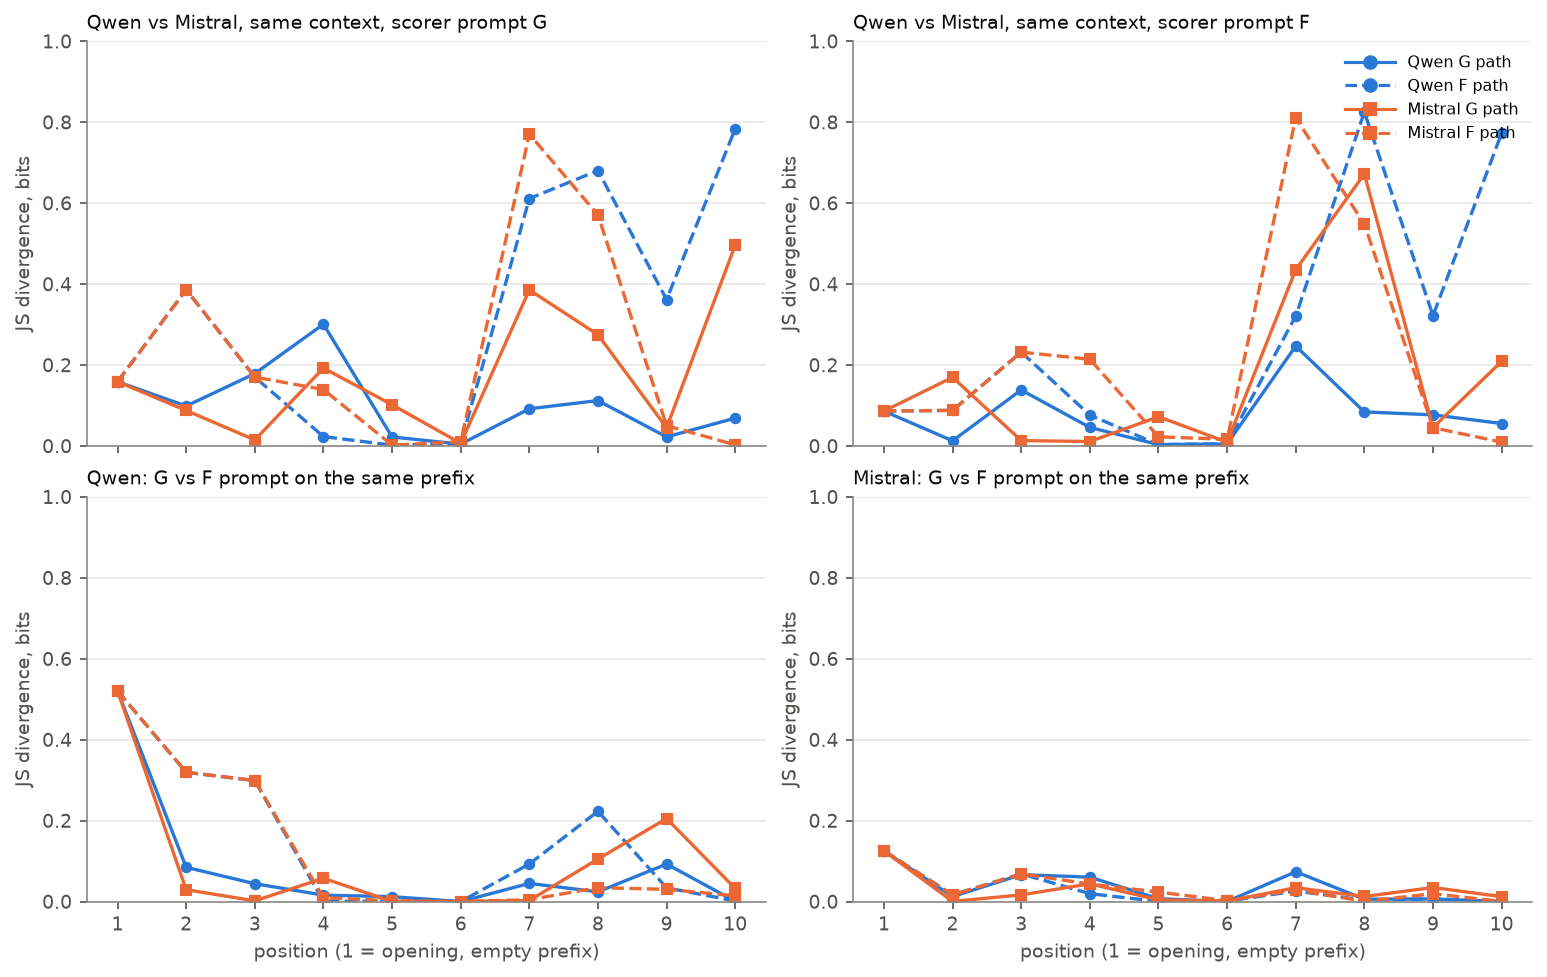 Qwen vs Mistral, same context, scorer prompt G
JS divergence, bits
1.0
0.8
0.6
0.4
0.2
0.0
Qwen vs Mistral, same context, scorer prompt F
JS divergence, bits
1.0
0.8
0.6
0.4
0.2
0.0
Qwen G path
Qwen F path
Mistral G path
Mistral F path
Qwen: G vs F prompt on the same prefix
JS divergence, bits
1.0
0.8
0.6
0.4
0.2
0.0
1 2 3 4 5 6 7 8 9 10
position (1 = opening, empty prefix)
Mistral: G vs F prompt on the same prefix
JS divergence, bits
1.0
0.8
0.6
0.4
0.2
0.0
1 2 3 4 5 6 7 8 9 10
position (1 = opening, empty prefix)